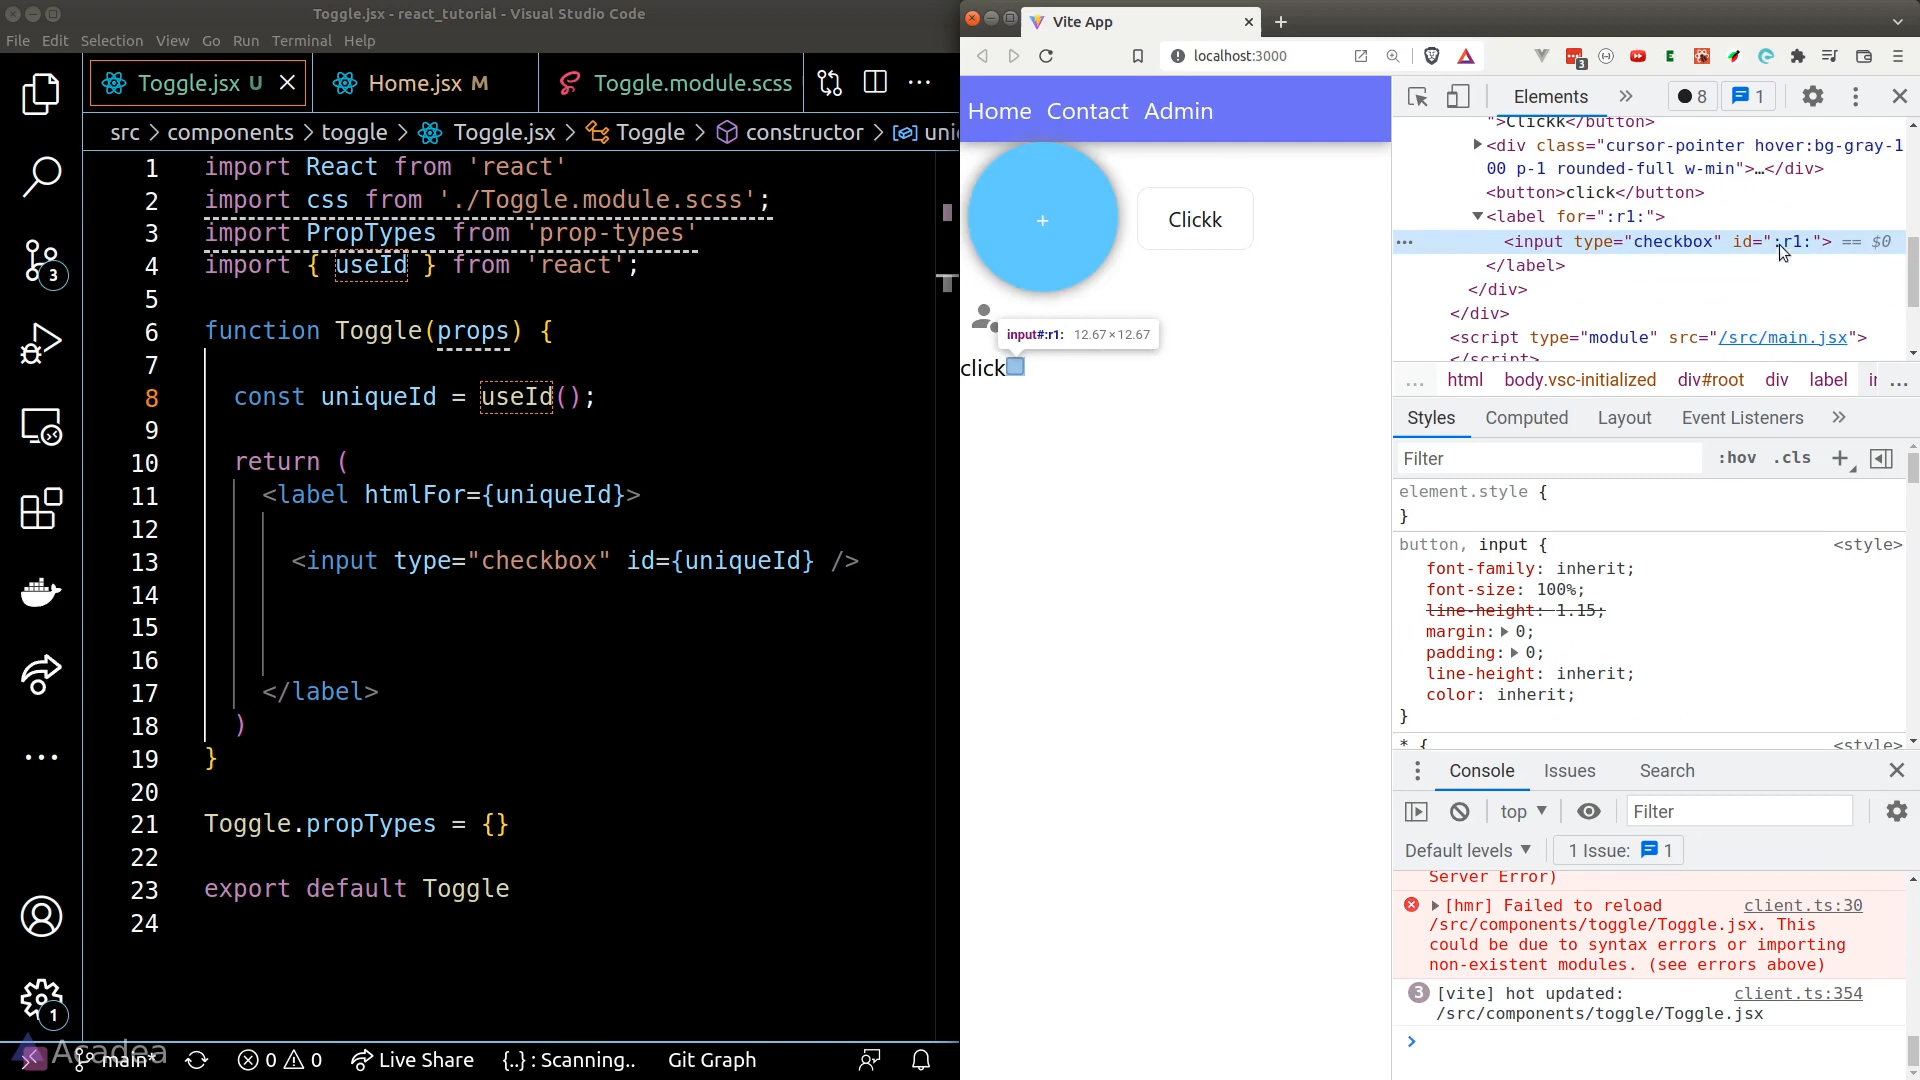 Toggle.jsx - react_tutorial - Visual Studio Code
File Edit Selection View Go Run Terminal Help
Toggle.jsx U
Home.jsx M
Toggle.module.scss
src > components > toggle > Toggle.jsx > Toggle > constructor > uni
1 import React from 'react'
2 import css from './Toggle.module.scss';
3 import PropTypes from 'prop-types'
4 import { useId } from 'react';
5
6 function Toggle(props) {
7
8 const uniqueId = useId();
9
10 return (
11 <label htmlFor={uniqueId}>
12
13 <input type="checkbox" id={uniqueId} />
14
15
16
17 </label>
18 )
19 }
20
21 Toggle.propTypes = {}
22
23 export default Toggle
24
3
1
Acadea
main*
0 0
Live Share
{..} : Scanning..
Git Graph
Vite App
localhost:3000
3
Home Contact Admin
+
Clickk
input#:r1: 12.67×12.67
click
Elements
8
1
">Clickk</button>
<div class="cursor-pointer hover:bg-gray-1
00 p-1 rounded-full w-min">…</div>
<button>click</button>
<label for=":r1:">
<input type="checkbox" id=":r1:"> == $0
</label>
</div>
</div>
<script type="module" src="/src/main.jsx">
</script>
... html body.vsc-initialized div#root div label ...
Styles Computed Layout Event Listeners
Filter :hov .cls
element.style {
}
button, input { <style>
font-family: inherit;
font-size: 100%;
line-height: 1.15;
margin: 0;
padding: 0;
line-height: inherit;
color: inherit;
}
* { <style>
Console Issues Search
top Filter
Default levels 1 Issue: 1
Server Error)
[hmr] Failed to reload client.ts:30
/src/components/toggle/Toggle.jsx. This
could be due to syntax errors or importing
non-existent modules. (see errors above)
3 [vite] hot updated: client.ts:354
/src/components/toggle/Toggle.jsx